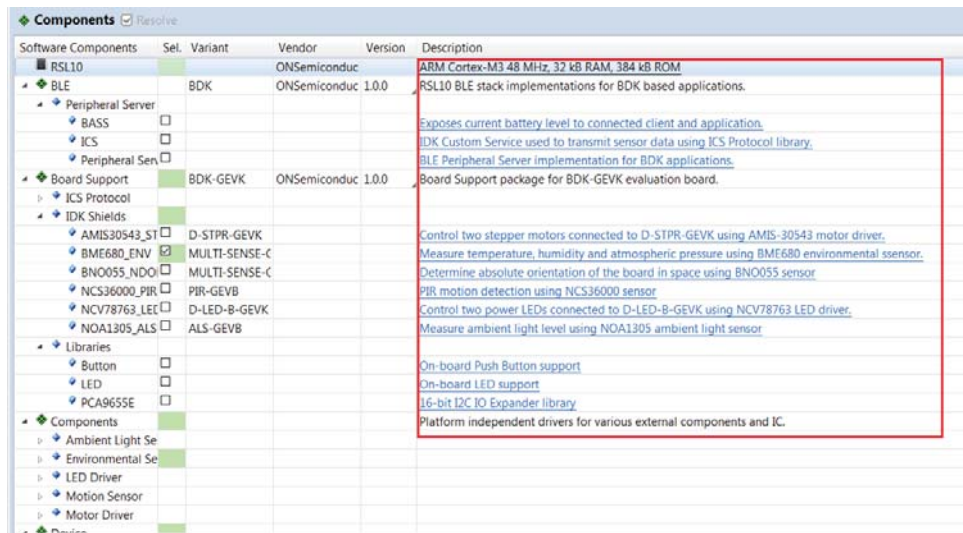 Components Resolve
Software Components Sel. Variant Vendor Version Description
RSL10 ONSemiconduc ARM Cortex-M3 48 MHz, 32 kB RAM, 384 kB ROM
BLE BDK ONSemiconduc 1.0.0 RSL10 BLE stack implementations for BDK based applications.
Peripheral Server
BASS Exposes current battery level to connected client and application.
ICS IDK Custom Service used to transmit sensor data using ICS Protocol library.
Peripheral Serv BLE Peripheral Server implementation for BDK applications.
Board Support BDK-GEVK ONSemiconduc 1.0.0 Board Support package for BDK-GEVK evaluation board.
ICS Protocol
IDK Shields
AMIS30543_ST D-STPR-GEVK Control two stepper motors connected to D-STPR-GEVK using AMIS-30543 motor driver.
BME680_ENV MULTI-SENSE-G Measure temperature, humidity and atmospheric pressure using BME680 environmental ssensor.
BNO055_NDOF MULTI-SENSE-G Determine absolute orientation of the board in space using BNO055 sensor
NCS36000_PIR PIR-GEVB PIR motion detection using NCS36000 sensor
NCV78763_LED D-LED-B-GEVK Control two power LEDs connected to D-LED-B-GEVK using NCV78763 LED driver.
NOA1305_ALS ALS-GEVB Measure ambient light level using NOA1305 ambient light sensor
Libraries
Button On-board Push Button support
LED On-board LED support
PCA9655E 16-bit I2C IO Expander library
Components Platform independent drivers for various external components and IC.
Ambient Light Se
Environmental Se
LED Driver
Motion Sensor
Motor Driver
Device